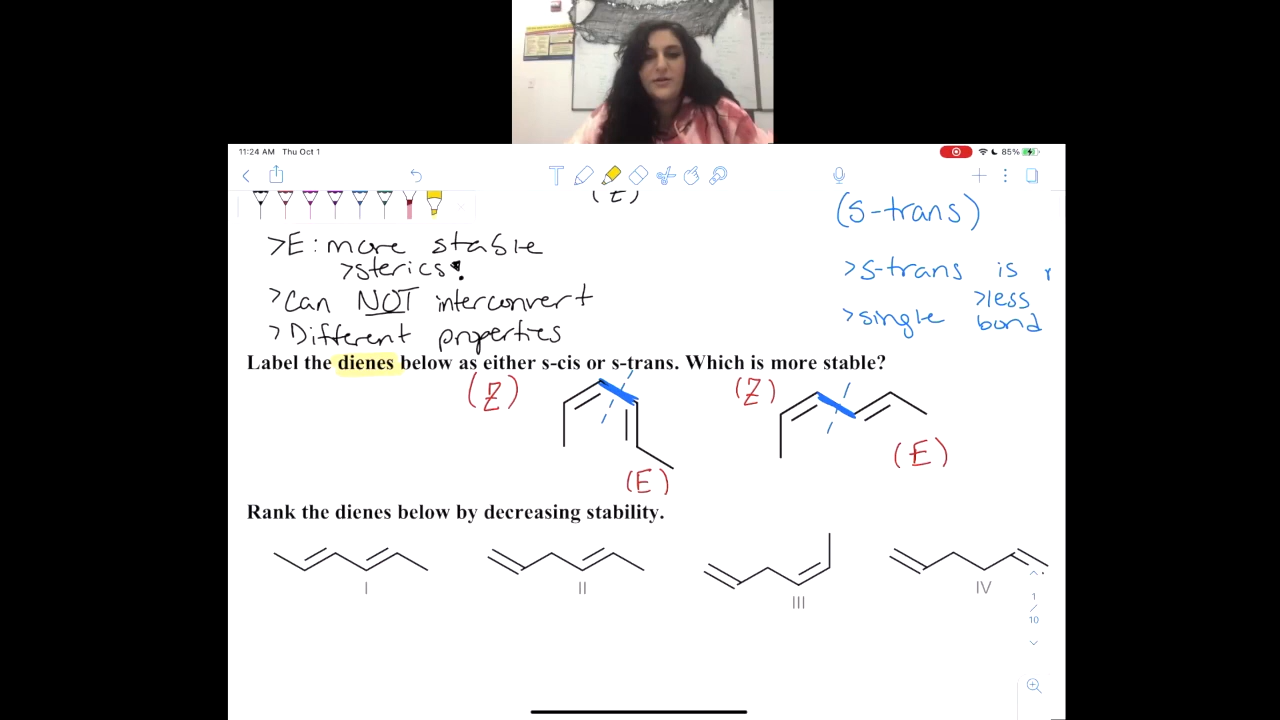 11:24 AM Thu Oct 1
85%
(E)
(s-trans)
>E: more stable
>sterics!
>Can NOT interconvert
>Different properties
>s-trans is
>less
>single bond
Label the dienes below as either s-cis or s-trans. Which is more stable?
(Z)
(E)
(Z)
(E)
Rank the dienes below by decreasing stability.
I
II
III
IV
1
/
10